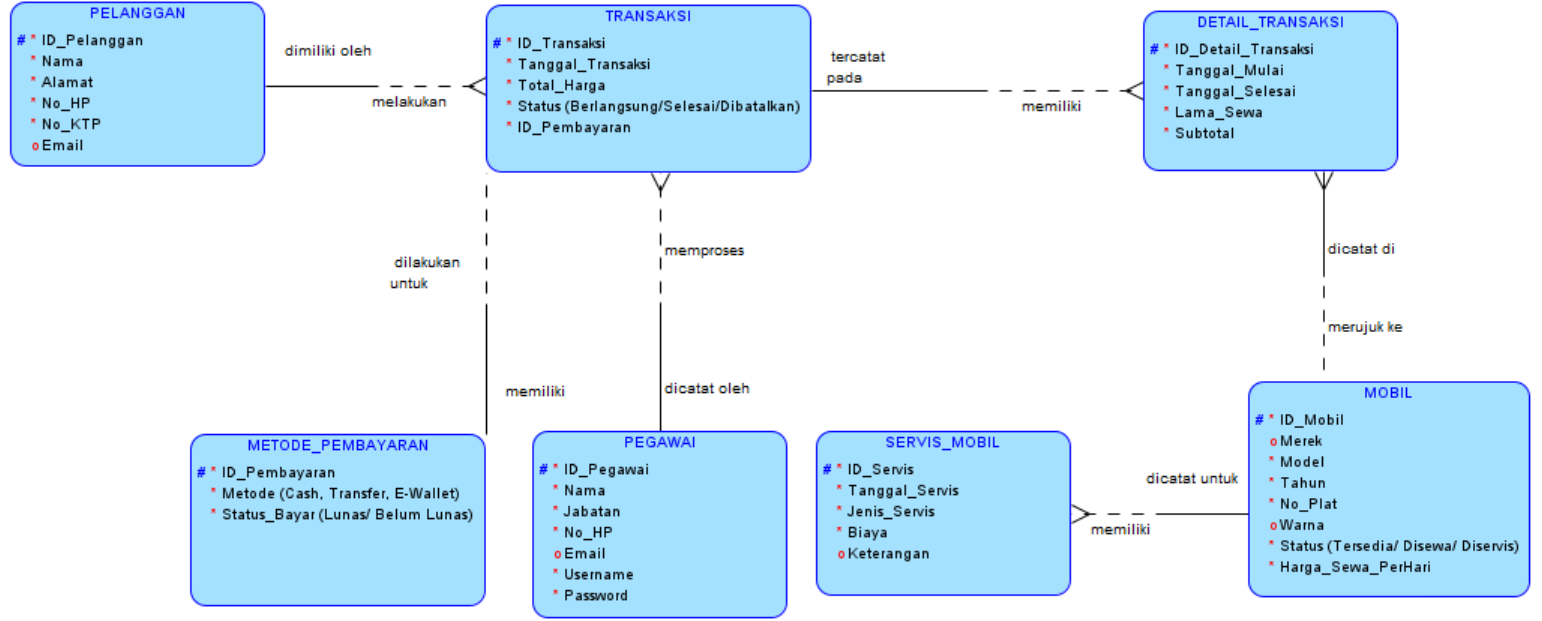 PELANGGAN
# * ID_Pelanggan
* Nama
* Alamat
* No_HP
* No_KTP
o Email
dimiliki oleh
melakukan
TRANSAKSI
# * ID_Transaksi
* Tanggal_Transaksi
* Total_Harga
* Status (Berlangsung/Selesai/Dibatalkan)
* ID_Pembayaran
tercatat
pada
memiliki
DETAIL_TRANSAKSI
# * ID_Detail_Transaksi
* Tanggal_Mulai
* Tanggal_Selesai
* Lama_Sewa
* Subtotal
dilakukan
untuk
memiliki
memproses
dicatat oleh
dicatat di
merujuk ke
METODE_PEMBAYARAN
# * ID_Pembayaran
* Metode (Cash, Transfer, E-Wallet)
* Status_Bayar (Lunas/ Belum Lunas)
PEGAWAI
# * ID_Pegawai
* Nama
* Jabatan
* No_HP
o Email
* Username
* Password
SERVIS_MOBIL
# * ID_Servis
* Tanggal_Servis
* Jenis_Servis
* Biaya
o Keterangan
dicatat untuk
memiliki
MOBIL
# * ID_Mobil
o Merek
* Model
* Tahun
* No_Plat
o Warna
* Status (Tersedia/ Disewa/ Diservis)
* Harga_Sewa_PerHari